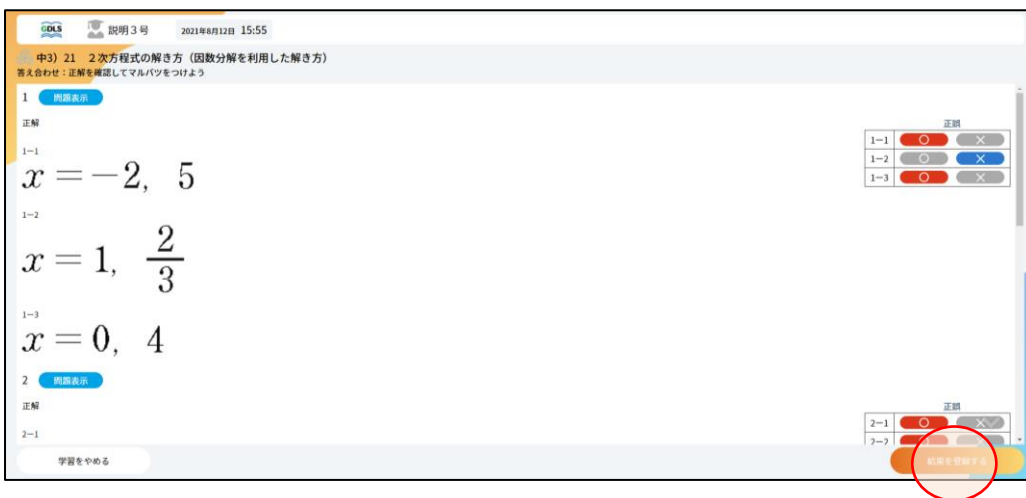 GDLS 説明3号 2021年8月12日 15:55
中3) 21 2次方程式の解き方(因数分解を利用した解き方)
答え合わせ:正解を確認してマルバツをつけよう
1 問題表示
正解 正誤
1-1 ○ ×
1-2 ○ ×
1-3 ○ ×
1-1
x = -2, 5
1-2
x = 1, 2/3
1-3
x = 0, 4
2 問題表示
正解 正誤
2-1 ○ ×
2-2
2-1
学習をやめる 結果を登録する